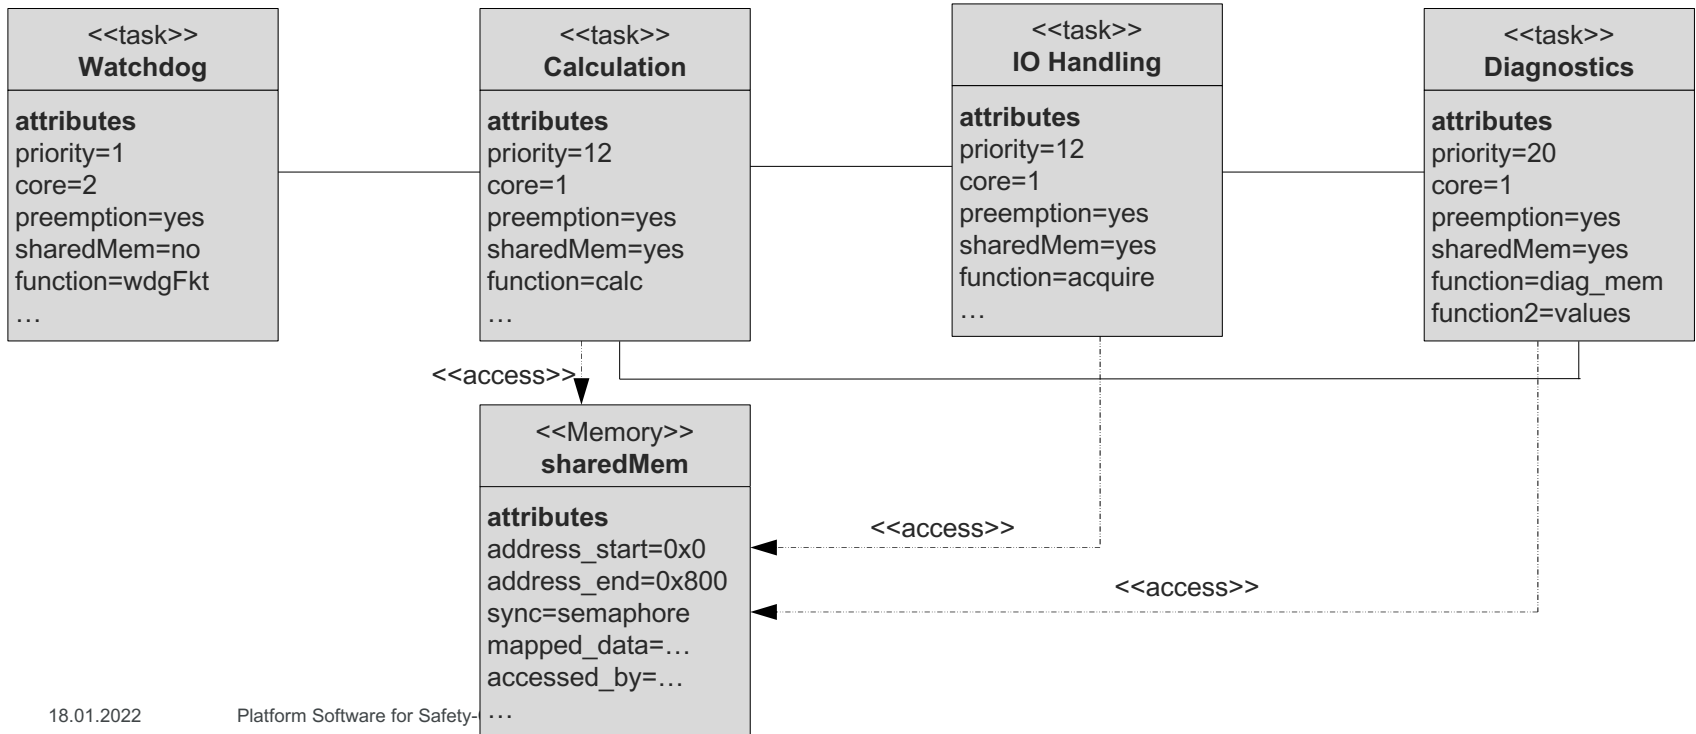 <<task>>
Watchdog
attributes
priority=1
core=2
preemption=yes
sharedMem=no
function=wdgFkt
…
<<task>>
Calculation
attributes
priority=12
core=1
preemption=yes
sharedMem=yes
function=calc
…
<<task>>
IO Handling
attributes
priority=12
core=1
preemption=yes
sharedMem=yes
function=acquire
…
<<task>>
Diagnostics
attributes
priority=20
core=1
preemption=yes
sharedMem=yes
function=diag_mem
function2=values
<<access>>
<<Memory>>
sharedMem
attributes
address_start=0x0
address_end=0x800
sync=semaphore
mapped_data=…
accessed_by=…
…
<<access>>
<<access>>
18.01.2022
Platform Software for Safety-